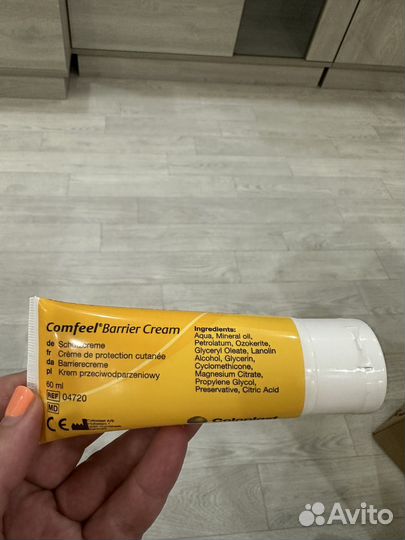 Comfeel® Barrier Cream
de Schutzcreme
fr Crème de protection cutanée
da Barrierecreme
pl Krem przeciwodparzeniowy
60 ml
REF 04720
MD
CE
Ingredients:
Aqua, Mineral oil,
Petrolatum, Ozokerite,
Glyceryl Oleate, Lanolin
Alcohol, Glycerin,
Cyclomethicone,
Magnesium Citrate,
Propylene Glycol,
Preservative, Citric Acid
Coloplast
Avito